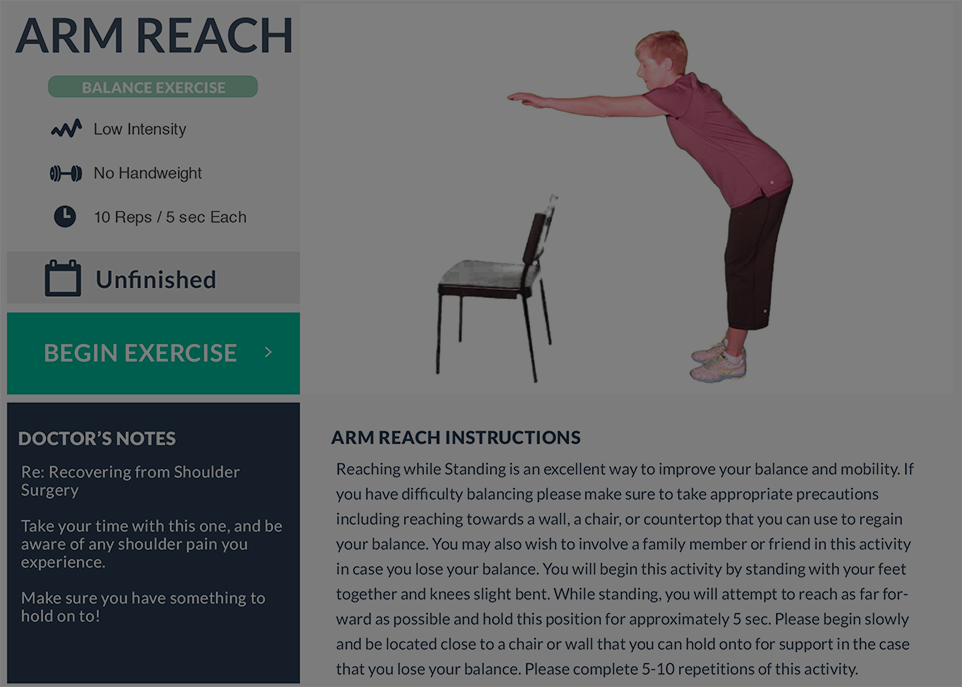 ARM REACH
BALANCE EXERCISE
Low Intensity
No Handweight
10 Reps / 5 sec Each
Unfinished
BEGIN EXERCISE >
DOCTOR'S NOTES
Re: Recovering from Shoulder
Surgery
Take your time with this one, and be
aware of any shoulder pain you
experience.
Make sure you have something to
hold on to!
ARM REACH INSTRUCTIONS
Reaching while Standing is an excellent way to improve your balance and mobility. If
you have difficulty balancing please make sure to take appropriate precautions
including reaching towards a wall, a chair, or countertop that you can use to regain
your balance. You may also wish to involve a family member or friend in this activity
in case you lose your balance. You will begin this activity by standing with your feet
together and knees slight bent. While standing, you will attempt to reach as far for-
ward as possible and hold this position for approximately 5 sec. Please begin slowly
and be located close to a chair or wall that you can hold onto for support in the case
that you lose your balance. Please complete 5-10 repetitions of this activity.